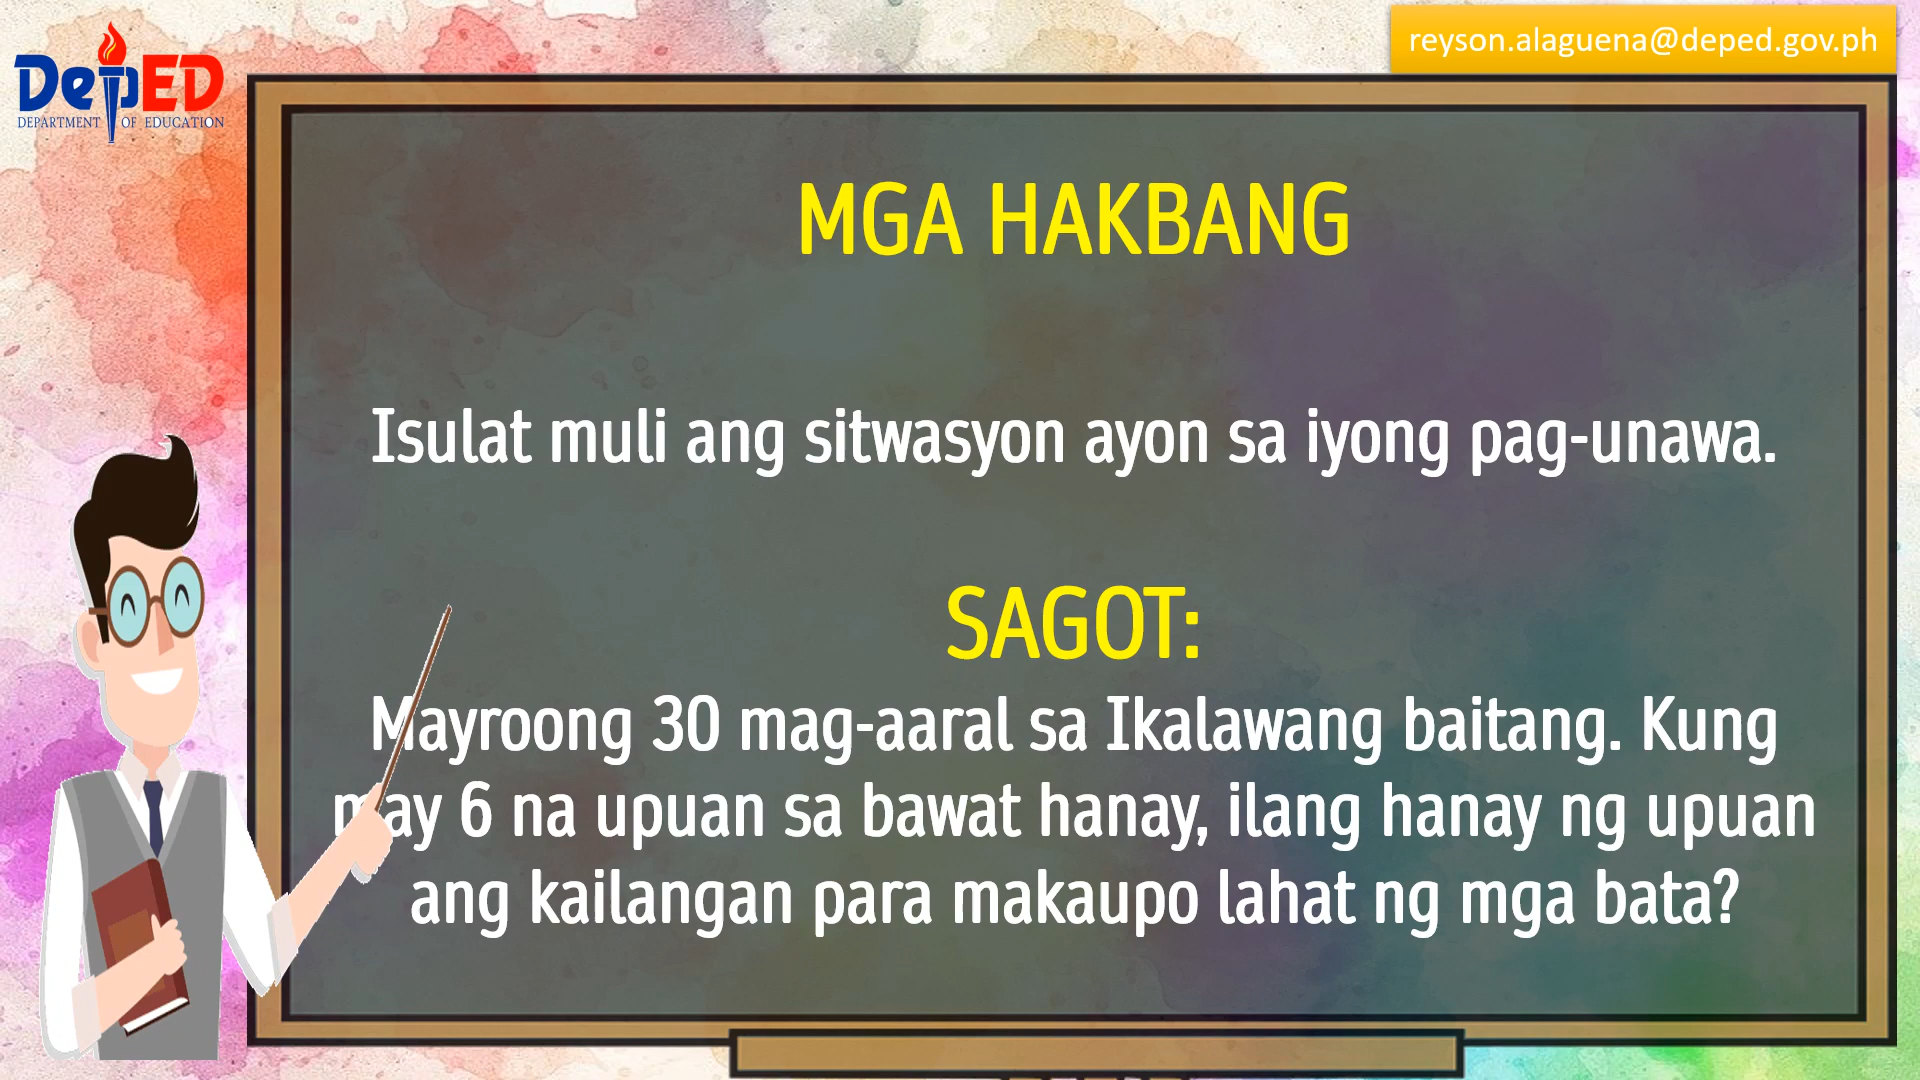 reyson.alaguena@deped.gov.ph
DepED
DEPARTMENT OF EDUCATION
MGA HAKBANG
Isulat muli ang sitwasyon ayon sa iyong pag-unawa.
SAGOT:
Mayroong 30 mag-aaral sa Ikalawang baitang. Kung
may 6 na upuan sa bawat hanay, ilang hanay ng upuan
ang kailangan para makaupo lahat ng mga bata?